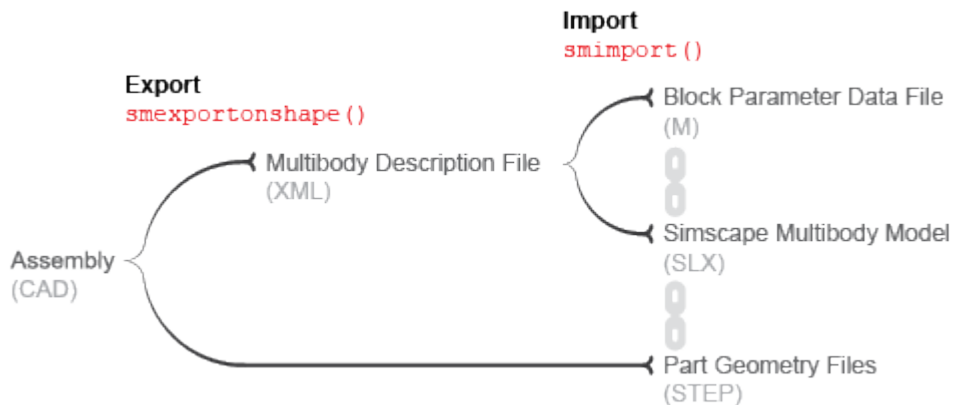 Import
smimport()
Export
smexportonshape()
Block Parameter Data File
(M)
Multibody Description File
(XML)
Simscape Multibody Model
(SLX)
Assembly
(CAD)
Part Geometry Files
(STEP)